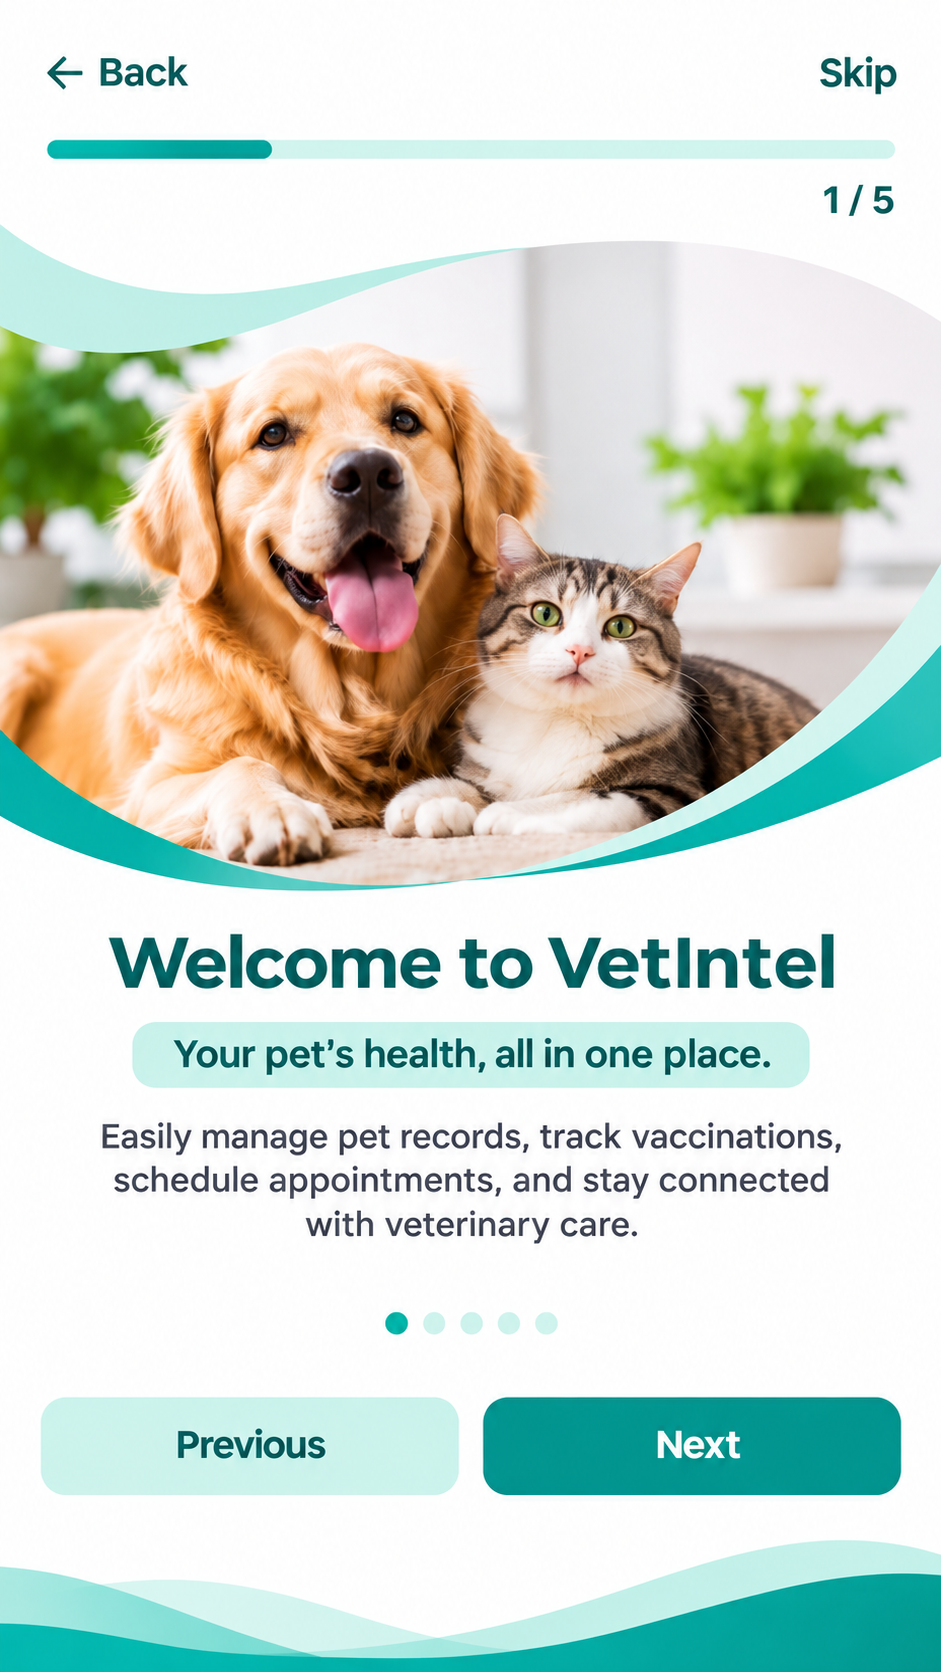 ← Back
Skip
1 / 5
Welcome to VetIntel
Your pet’s health, all in one place.
Easily manage pet records, track vaccinations,
schedule appointments, and stay connected
with veterinary care.
Previous
Next